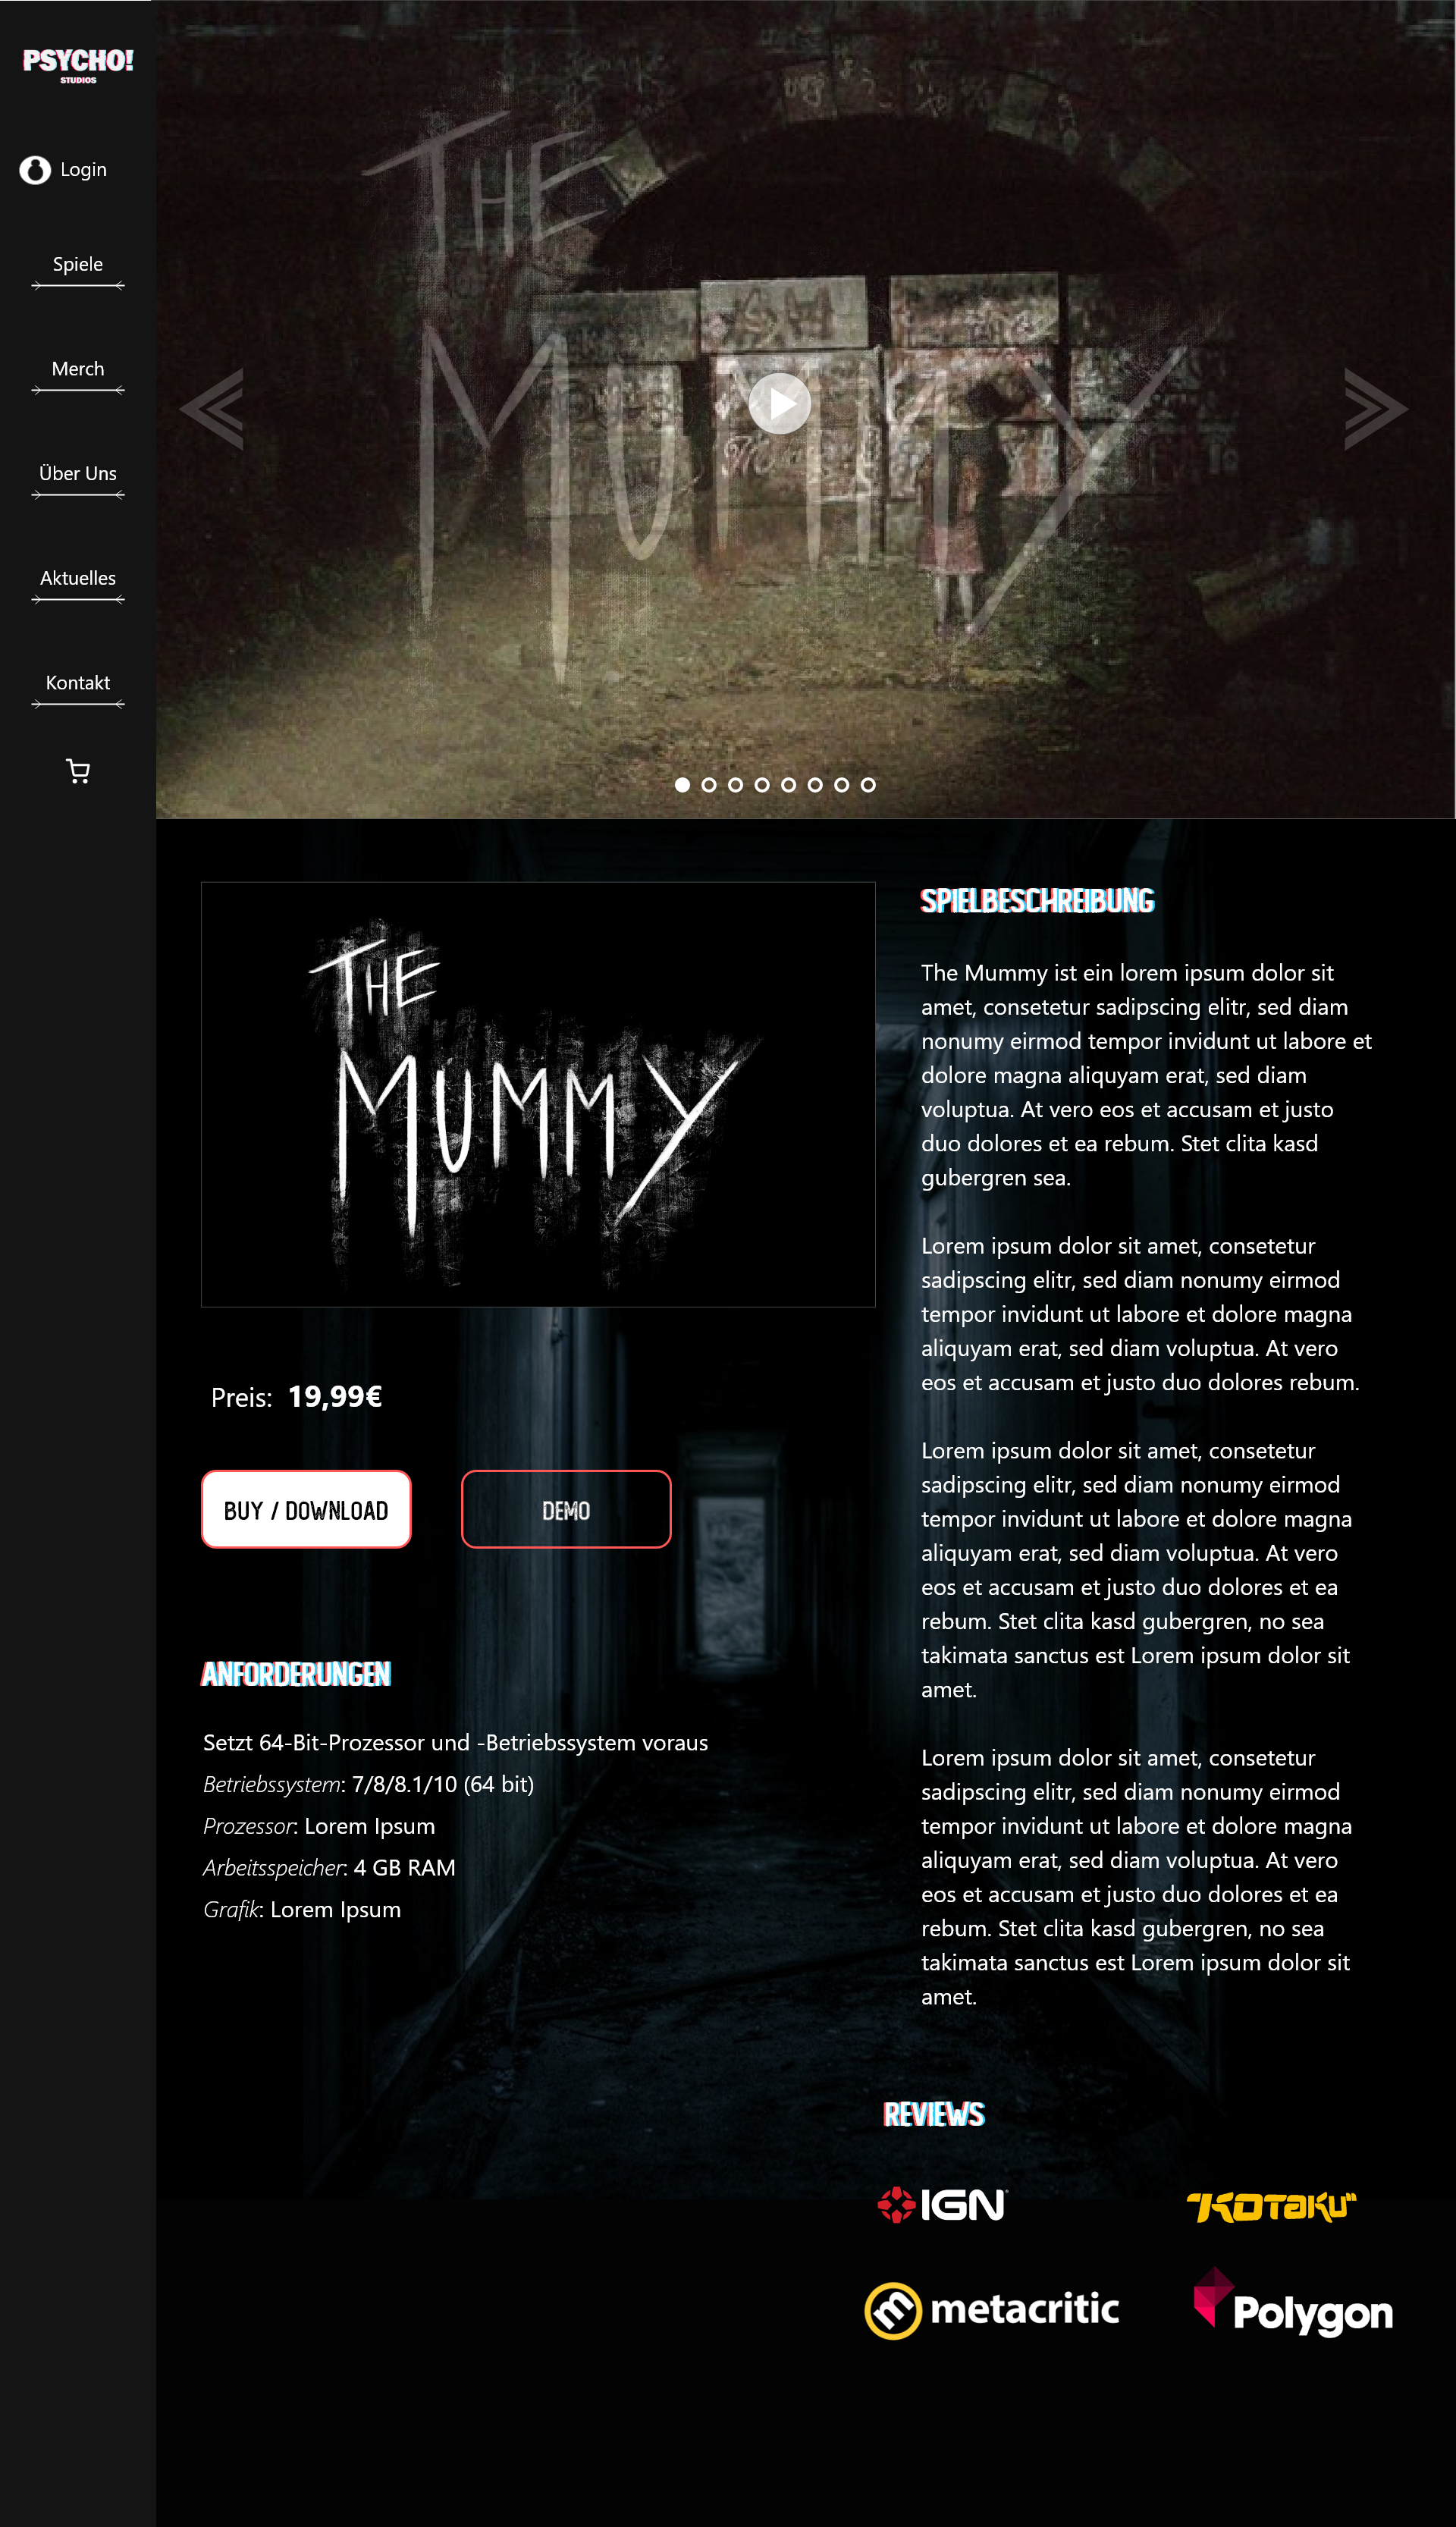 PSYCHO!
STUDIOS
Login
Spiele
Merch
Über Uns
Aktuelles
Kontakt
THE
MUMMY
THE
MUMMY
Preis: 19,99€
BUY / DOWNLOAD
DEMO
ANFORDERUNGEN
Setzt 64-Bit-Prozessor und -Betriebssystem voraus
Betriebssystem: 7/8/8.1/10 (64 bit)
Prozessor: Lorem Ipsum
Arbeitsspeicher: 4 GB RAM
Grafik: Lorem Ipsum
SPIELBESCHREIBUNG
The Mummy ist ein lorem ipsum dolor sit
amet, consetetur sadipscing elitr, sed diam
nonumy eirmod tempor invidunt ut labore et
dolore magna aliquyam erat, sed diam
voluptua. At vero eos et accusam et justo
duo dolores et ea rebum. Stet clita kasd
gubergren sea.
Lorem ipsum dolor sit amet, consetetur
sadipscing elitr, sed diam nonumy eirmod
tempor invidunt ut labore et dolore magna
aliquyam erat, sed diam voluptua. At vero
eos et accusam et justo duo dolores rebum.
Lorem ipsum dolor sit amet, consetetur
sadipscing elitr, sed diam nonumy eirmod
tempor invidunt ut labore et dolore magna
aliquyam erat, sed diam voluptua. At vero
eos et accusam et justo duo dolores et ea
rebum. Stet clita kasd gubergren, no sea
takimata sanctus est Lorem ipsum dolor sit
amet.
Lorem ipsum dolor sit amet, consetetur
sadipscing elitr, sed diam nonumy eirmod
tempor invidunt ut labore et dolore magna
aliquyam erat, sed diam voluptua. At vero
eos et accusam et justo duo dolores et ea
rebum. Stet clita kasd gubergren, no sea
takimata sanctus est Lorem ipsum dolor sit
amet.
REVIEWS
IGN
KOTAKU
metacritic
Polygon